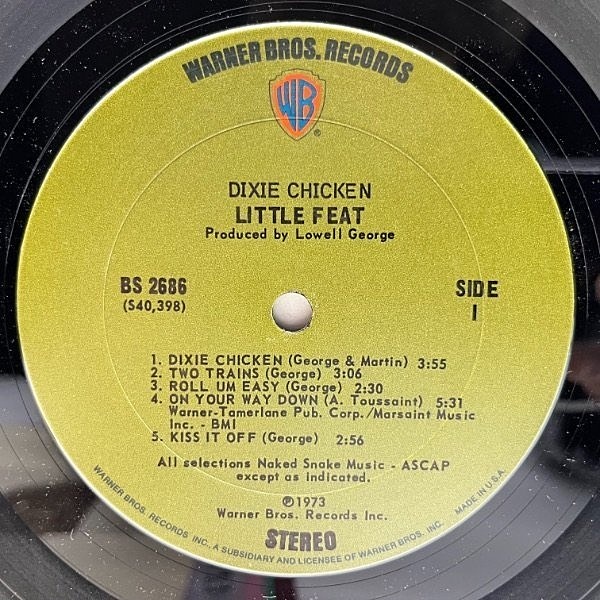 WARNER BROS. RECORDS
WB
®
DIXIE CHICKEN
LITTLE FEAT
Produced by Lowell George
BS 2686
(S40,398)
SIDE
1
1. DIXIE CHICKEN (George & Martin) 3:55
2. TWO TRAINS (George) 3:06
3. ROLL UM EASY (George) 2:30
4. ON YOUR WAY DOWN (A. Toussaint) 5:31
Warner-Tamerlane Pub. Corp./Marsaint Music
Inc. - BMI
5. KISS IT OFF (George) 2:56
All selections Naked Snake Music - ASCAP
except as indicated.
℗1973
Warner Bros. Records Inc.
STEREO
WARNER BROS. RECORDS INC., A SUBSIDIARY AND LICENSEE OF WARNER BROS. INC. MADE IN U.S.A.